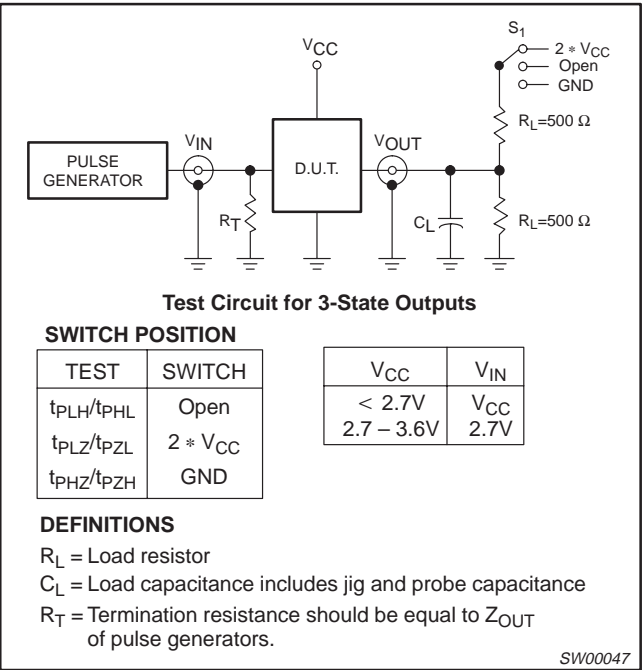 S1
2 * VCC
Open
GND
VCC
RL=500 Ω
VIN
VOUT
PULSE
GENERATOR
D.U.T.
RT
CL
RL=500 Ω
Test Circuit for 3-State Outputs
SWITCH POSITION
TEST SWITCH
tPLH/tPHL Open
tPLZ/tPZL 2 * VCC
tPHZ/tPZH GND
VCC VIN
< 2.7V VCC
2.7 – 3.6V 2.7V
DEFINITIONS
RL = Load resistor
CL = Load capacitance includes jig and probe capacitance
RT = Termination resistance should be equal to ZOUT
of pulse generators.
SW00047